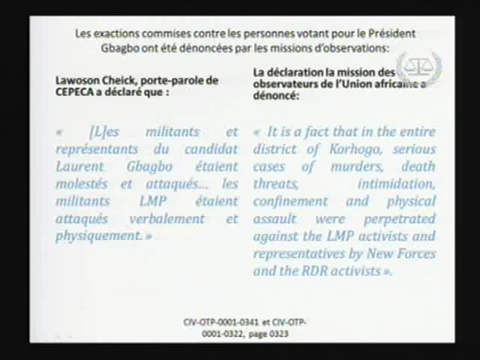 Les exactions commises contre les personnes votant pour le Président
Gbagbo ont été dénoncées par les missions d'observations:
Lawoson Cheick, porte-parole de
CEPECA a déclaré que :
« [L]es militants et
représentants du candidat
Laurent Gbagbo étaient
molestés et attaqués... les
militants LMP étaient
attaqués verbalement et
physiquement. »
La déclaration la mission des
observateurs de l'Union africaine a
dénoncé:
« It is a fact that in the entire
district of Korhogo, serious
cases of murders, death
threats, intimidation,
confinement and physical
assault were perpetrated
against the LMP activists and
representatives by New Forces
and the RDR activists ».
CIV-OTP-0001-0341 et CIV-OTP-
0001-0322, page 0323